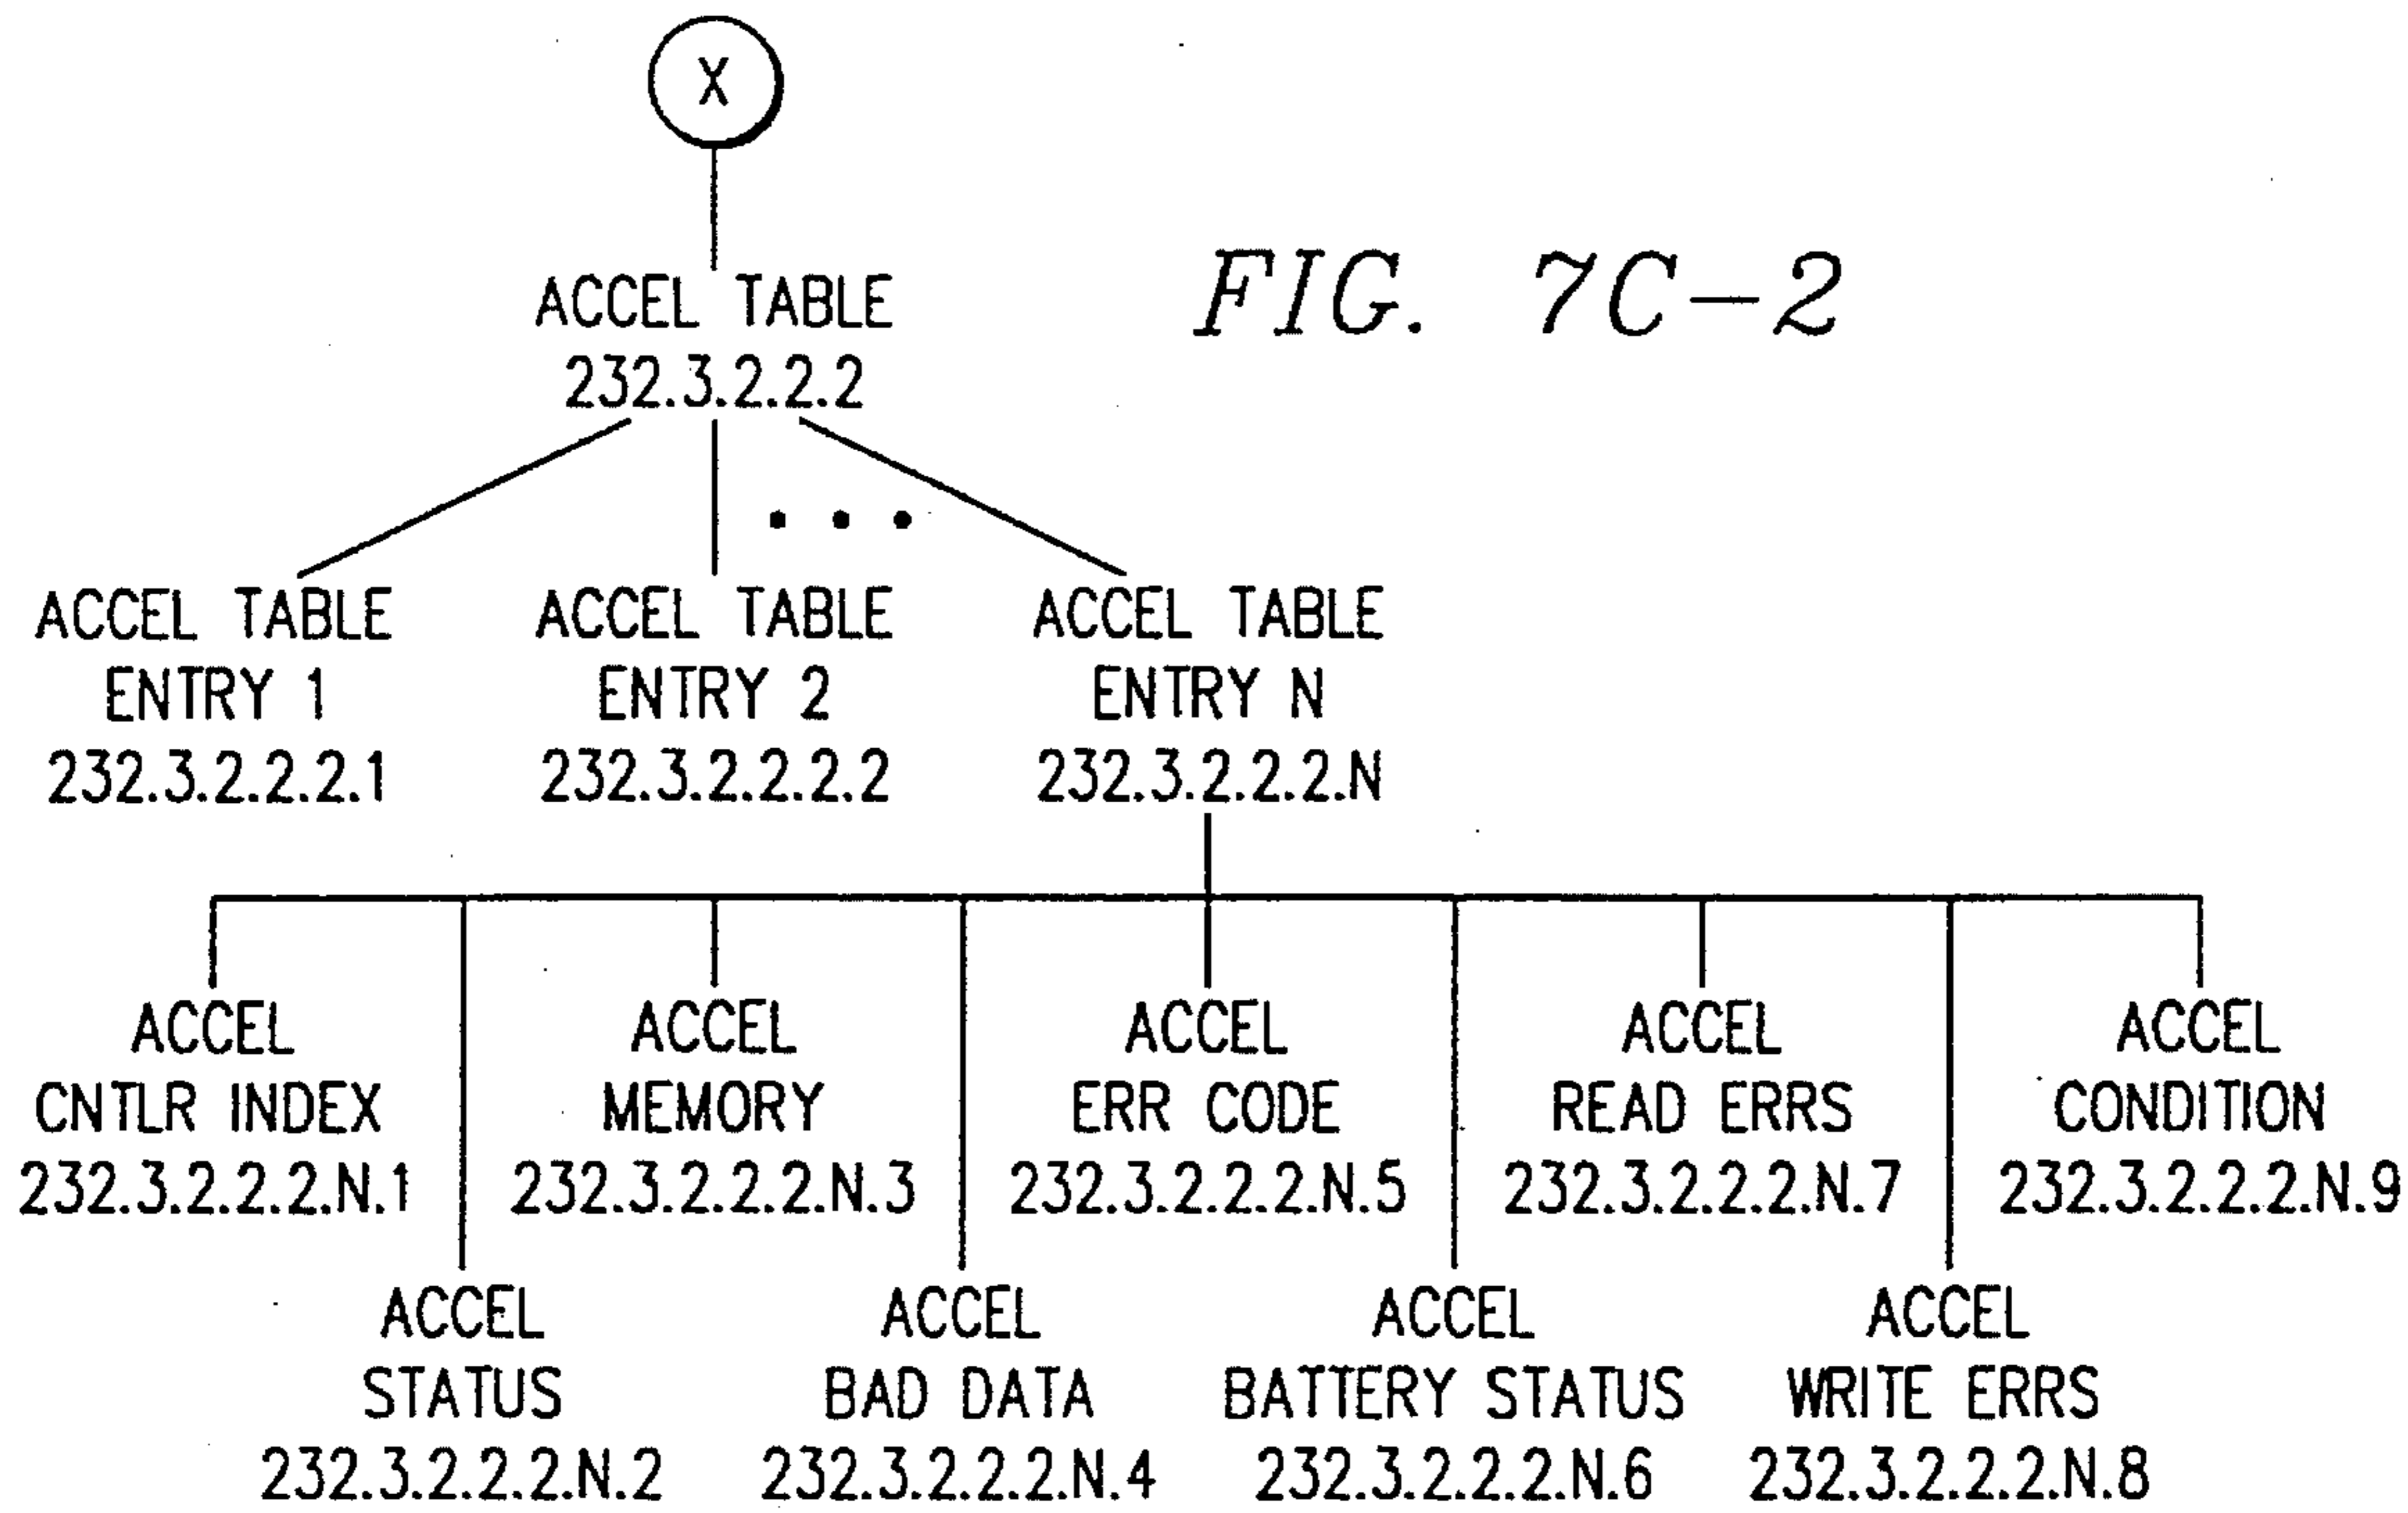 X
ACCEL TABLE
232.3.2.2.2
FIG. 7C-2
ACCEL TABLE
ENTRY 1
232.3.2.2.2.1
ACCEL TABLE
ENTRY 2
232.3.2.2.2.2
• • •
ACCEL TABLE
ENTRY N
232.3.2.2.2.N
ACCEL
CNTLR INDEX
232.3.2.2.2.N.1
ACCEL
STATUS
232.3.2.2.2.N.2
ACCEL
MEMORY
232.3.2.2.2.N.3
ACCEL
BAD DATA
232.3.2.2.2.N.4
ACCEL
ERR CODE
232.3.2.2.2.N.5
ACCEL
BATTERY STATUS
232.3.2.2.2.N.6
ACCEL
READ ERRS
232.3.2.2.2.N.7
ACCEL
WRITE ERRS
232.3.2.2.2.N.8
ACCEL
CONDITION
232.3.2.2.2.N.9